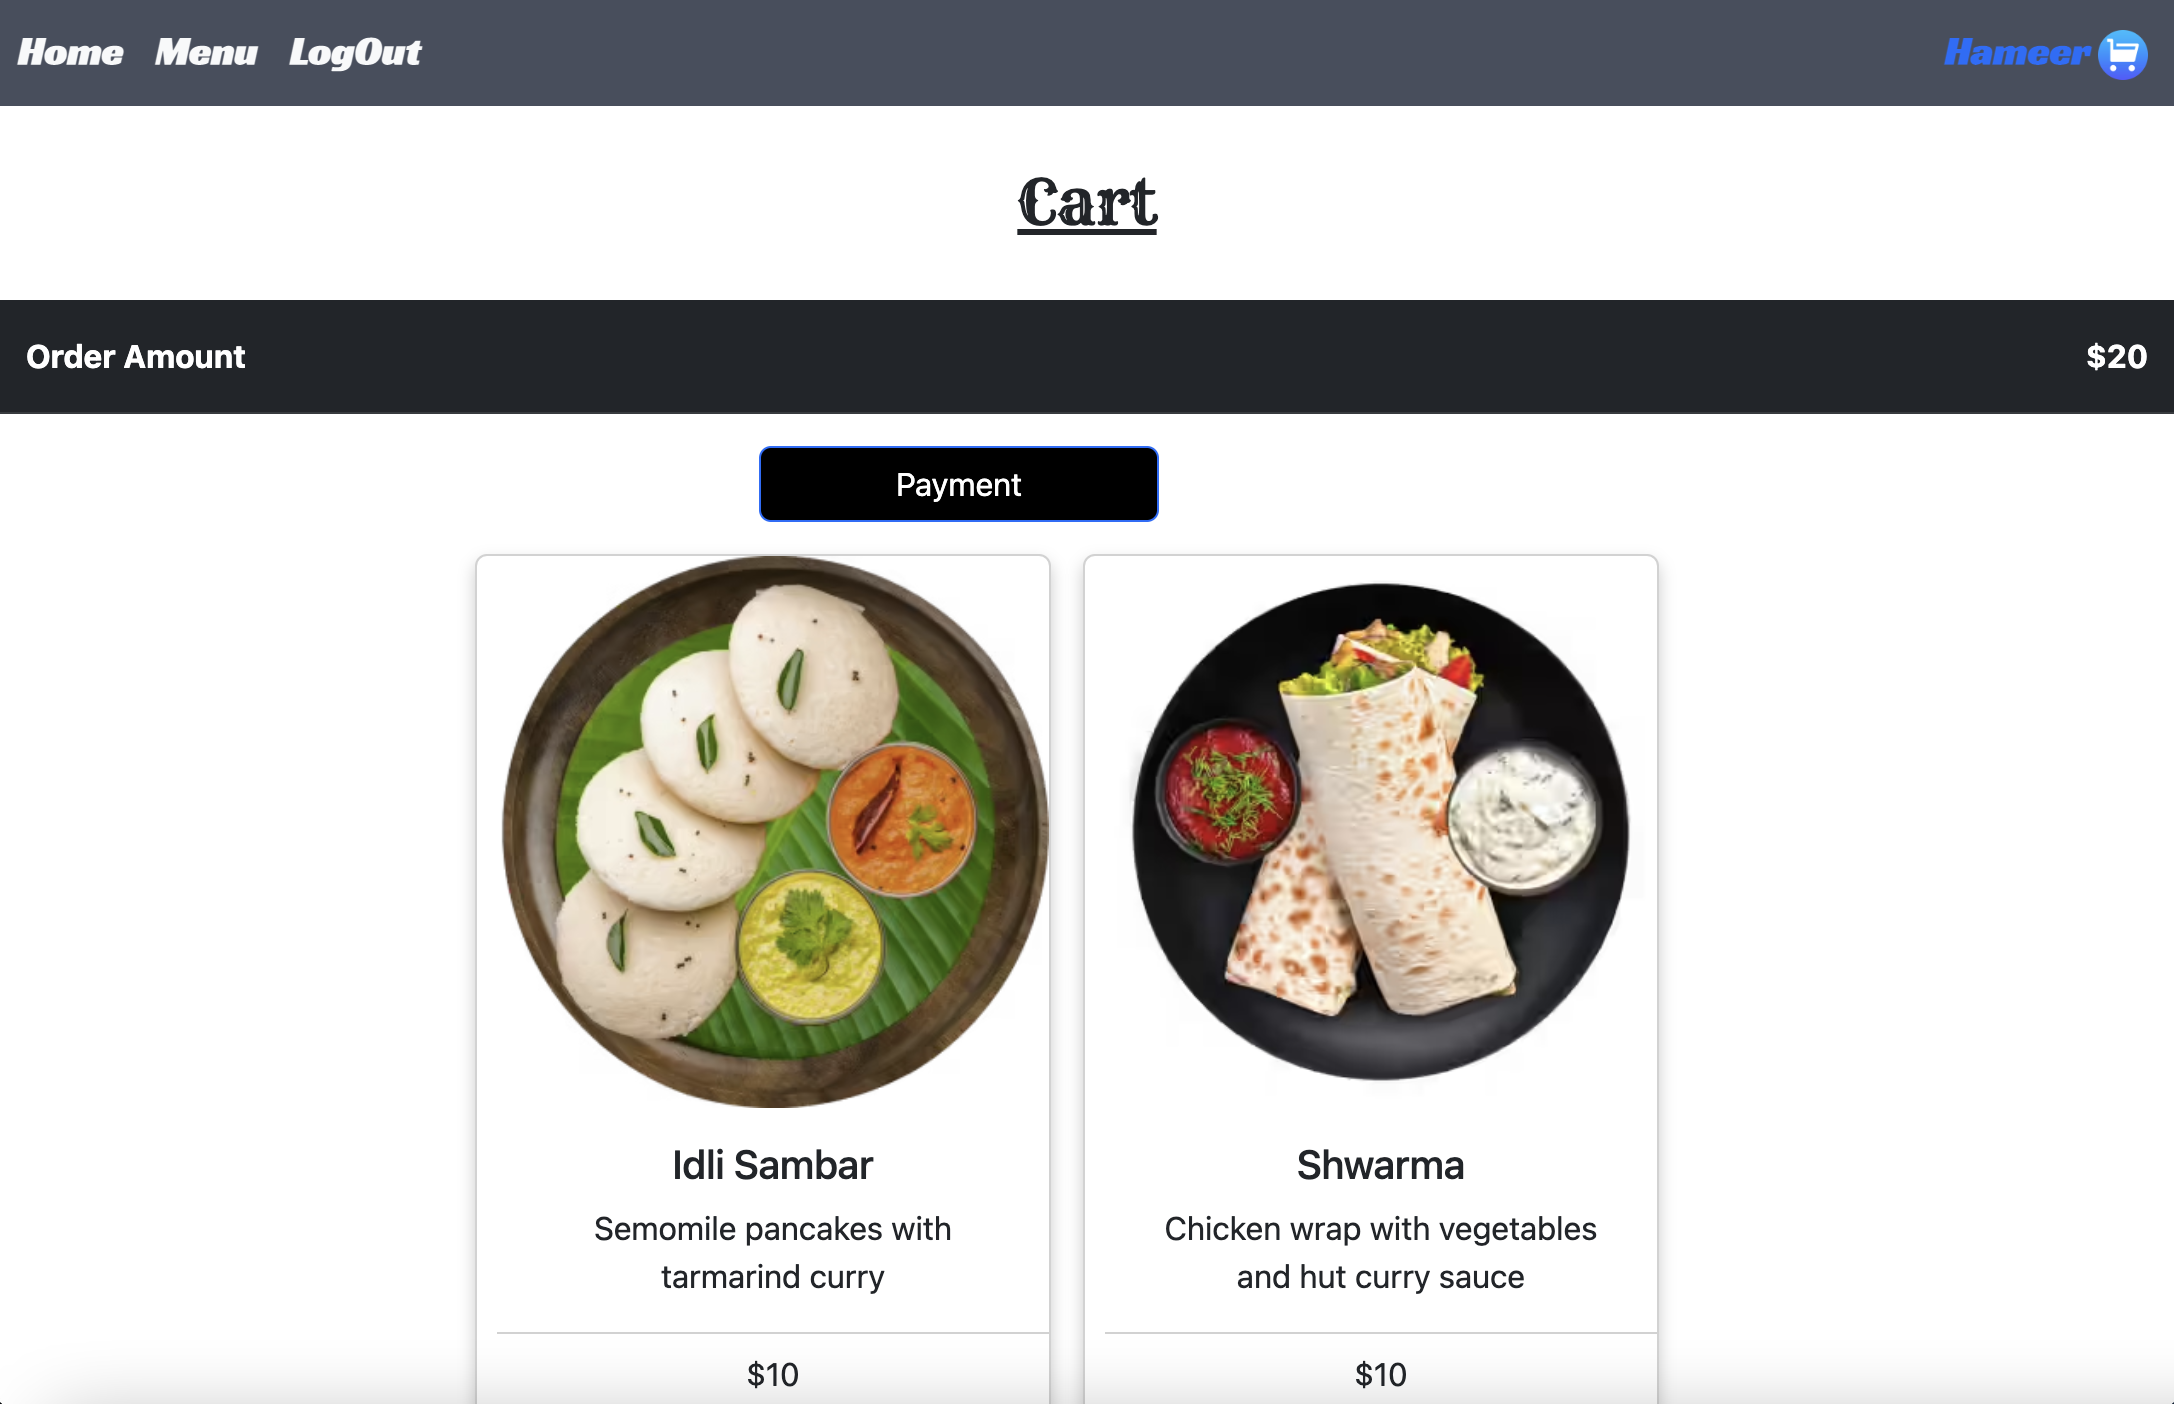 Home Menu LogOut Hameer
Cart
Order Amount $20
Payment
Idli Sambar
Semomile pancakes with
tarmarind curry
$10
Shwarma
Chicken wrap with vegetables
and hut curry sauce
$10